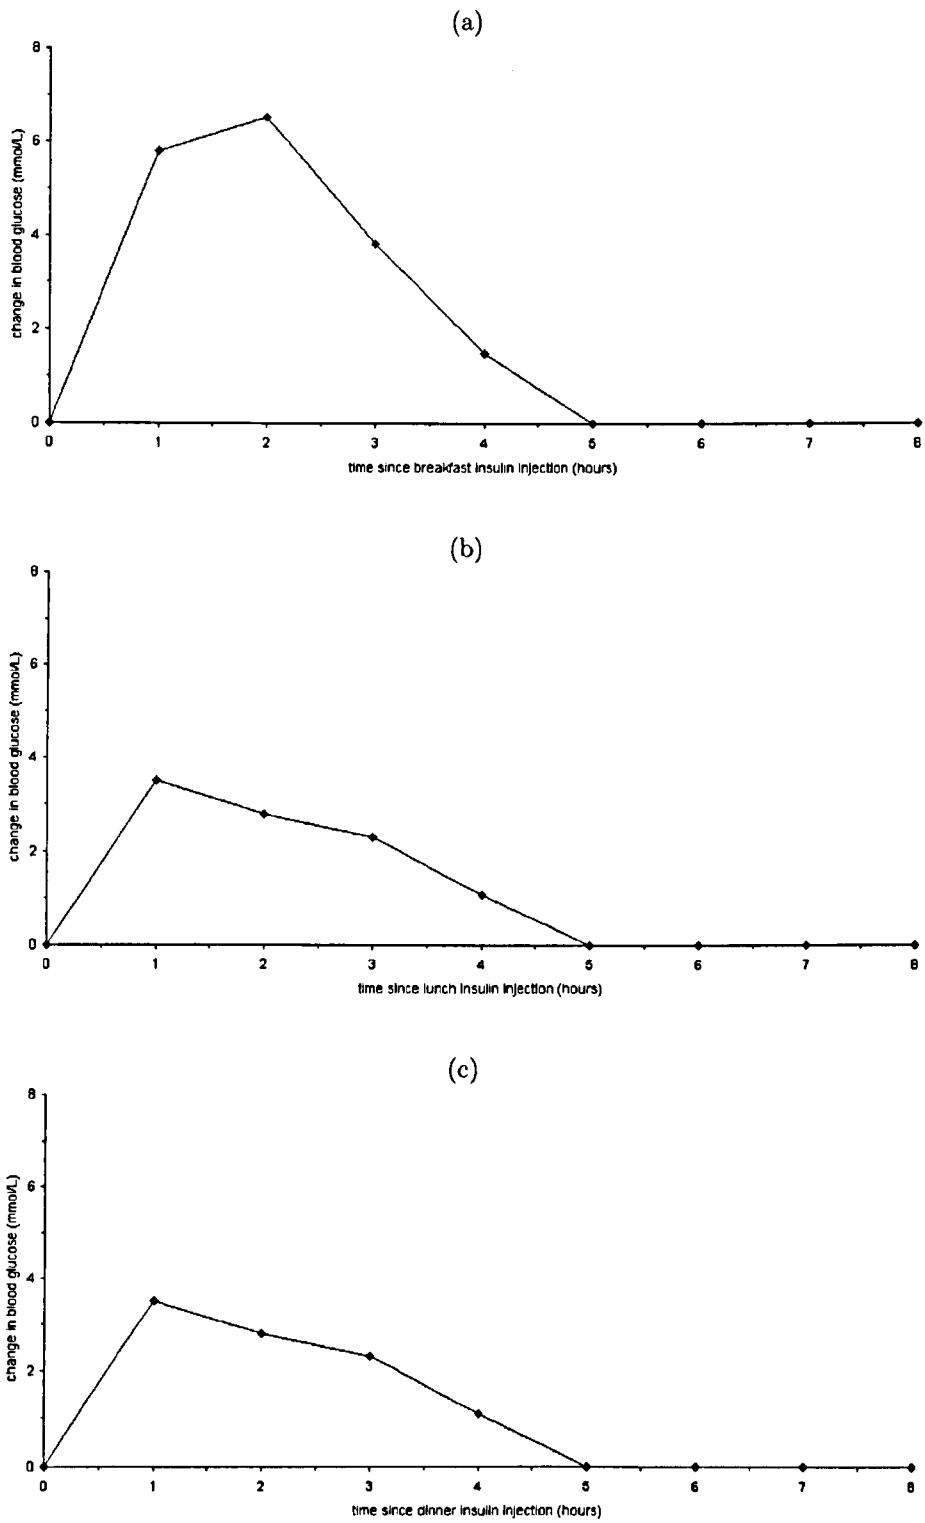 (a)
8
6
4
2
0
change in blood glucose (mmol/L)
0 1 2 3 4 5 6 7 8
time since breakfast insulin injection (hours)
(b)
8
6
4
2
0
change in blood glucose (mmol/L)
0 1 2 3 4 5 6 7 8
time since lunch insulin injection (hours)
(c)
8
6
4
2
0
change in blood glucose (mmol/L)
0 1 2 3 4 5 6 7 8
time since dinner insulin injection (hours)